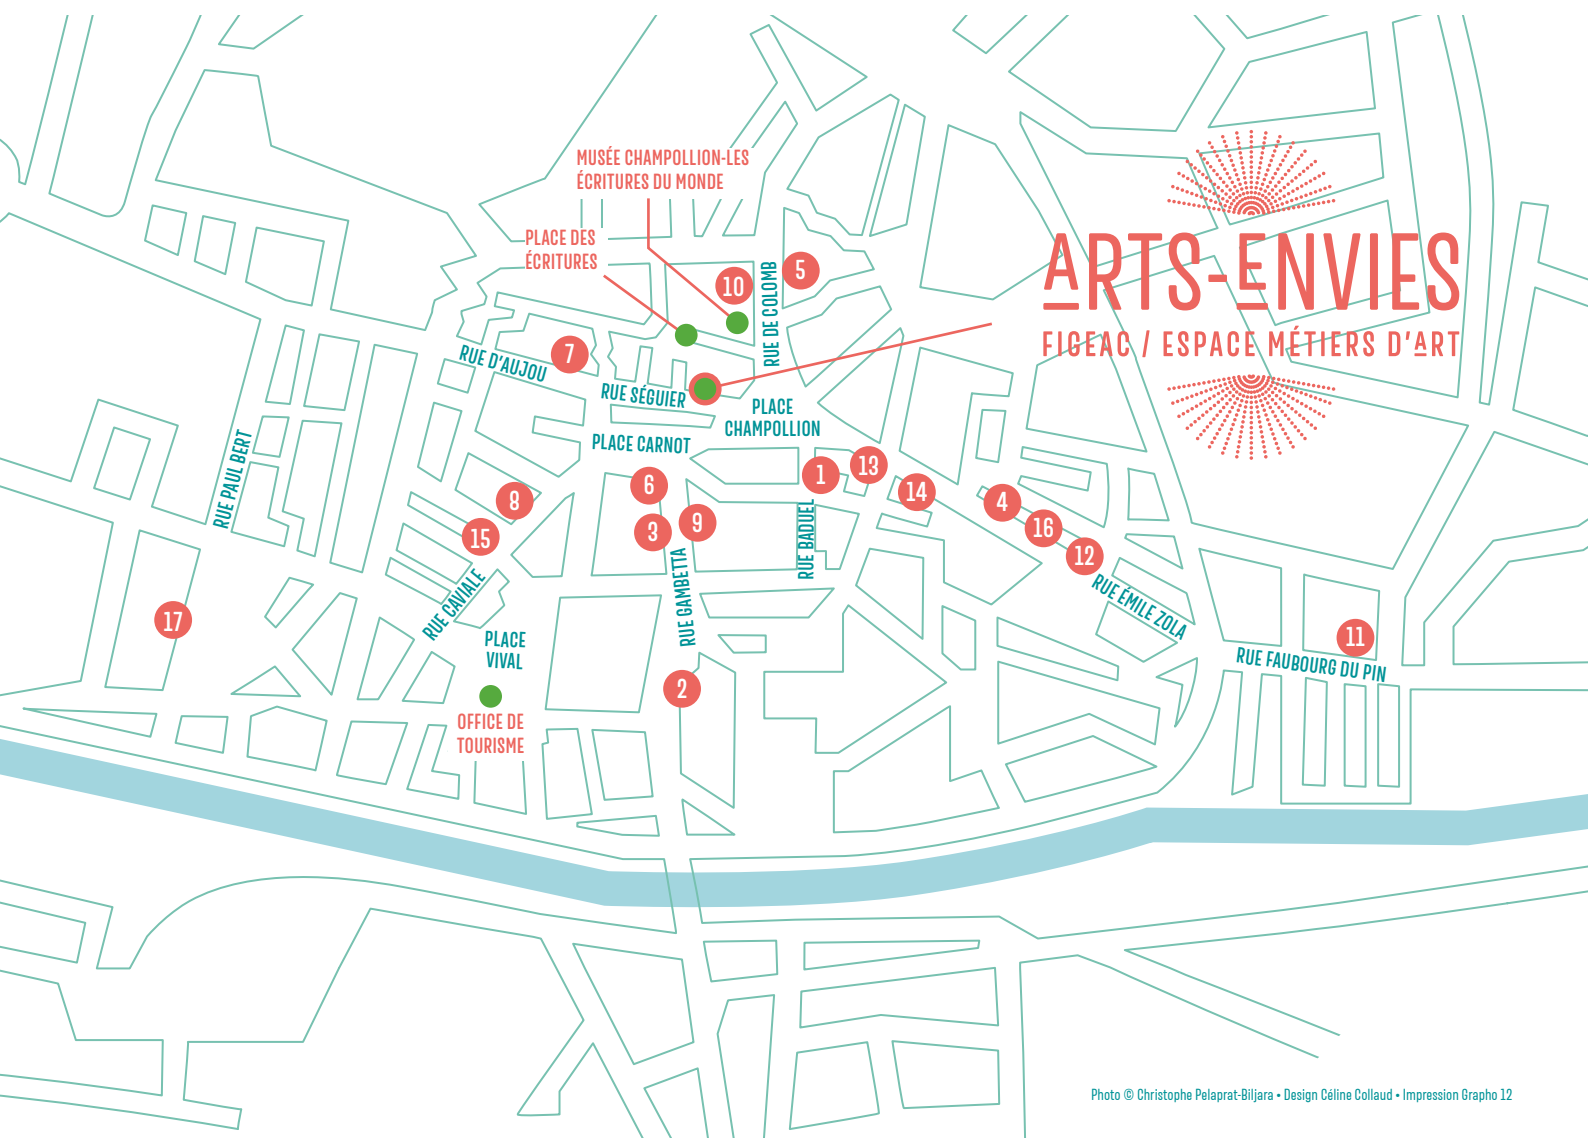 MUSÉE CHAMPOLLION-LES
ÉCRITURES DU MONDE
PLACE DES
ÉCRITURES
10
5
RUE DE COLOMB
ARTS-ENVIES
FIGEAC / ESPACE MÉTIERS D'ART
RUE D'AUJOU
7
RUE SÉGUIER
PLACE
CHAMPOLLION
PLACE CARNOT
RUE PAUL BERT
6
1
13
14
8
15
3
9
RUE BADUEL
4
16
12
RUE CAVIALE
RUE GAMBETTA
RUE ÉMILE ZOLA
17
PLACE
VIVAL
11
RUE FAUBOURG DU PIN
2
OFFICE DE
TOURISME
Photo © Christophe Pelaprat-Biljara • Design Céline Collaud • Impression Grapho 12